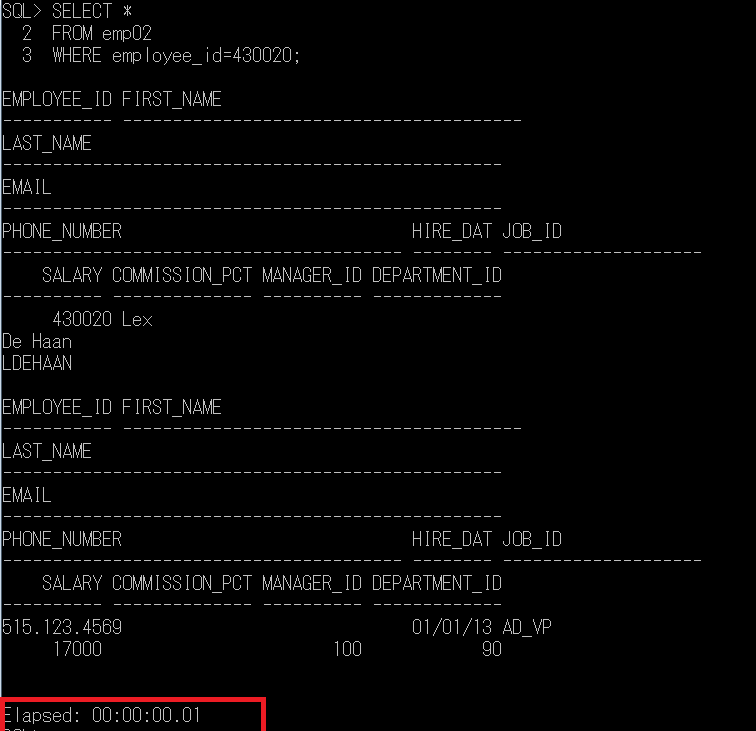 SQL> SELECT *
  2  FROM emp02
  3  WHERE employee_id=430020;

EMPLOYEE_ID FIRST_NAME
----------- ----------------------------------------
LAST_NAME
--------------------------------------------------
EMAIL
--------------------------------------------------
PHONE_NUMBER                             HIRE_DAT JOB_ID
---------------------------------------- -------- --------------------
    SALARY COMMISSION_PCT MANAGER_ID DEPARTMENT_ID
---------- -------------- ---------- -------------
     430020 Lex
De Haan
LDEHAAN

EMPLOYEE_ID FIRST_NAME
----------- ----------------------------------------
LAST_NAME
--------------------------------------------------
EMAIL
--------------------------------------------------
PHONE_NUMBER                             HIRE_DAT JOB_ID
---------------------------------------- -------- --------------------
    SALARY COMMISSION_PCT MANAGER_ID DEPARTMENT_ID
---------- -------------- ---------- -------------
515.123.4569                             01/01/13 AD_VP
     17000                       100            90

Elapsed: 00:00:00.01